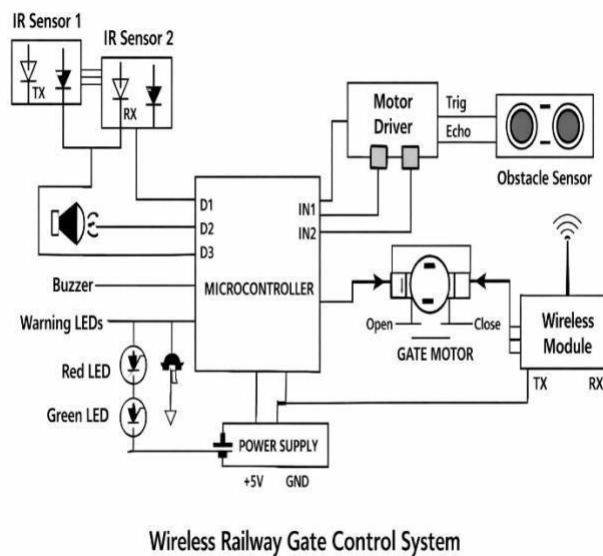 IR Sensor 1
IR Sensor 2
TX
RX
Motor
Driver
Trig
Echo
Obstacle Sensor
D1
D2
D3
IN1
IN2
MICROCONTROLLER
Buzzer
Warning LEDs
Red LED
Green LED
Open
Close
GATE MOTOR
Wireless
Module
TX
RX
POWER SUPPLY
+5V
GND
Wireless Railway Gate Control System